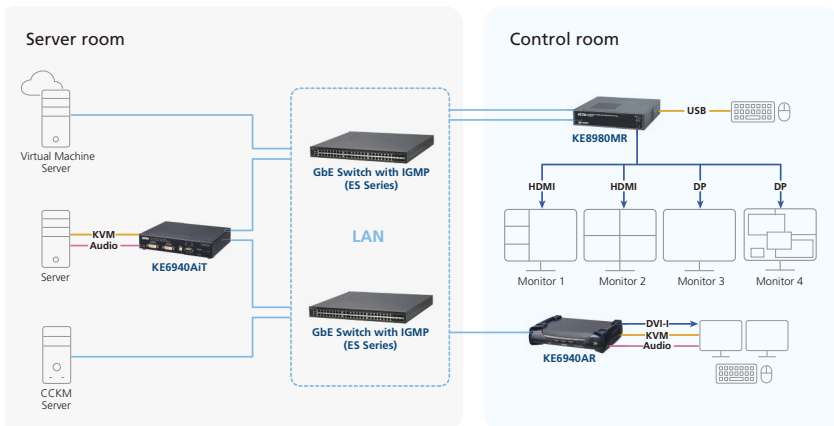 Server room
Control room
Virtual Machine
Server
GbE Switch with IGMP
(ES Series)
KE8980MR
USB
HDMI
HDMI
DP
DP
Monitor 1
Monitor 2
Monitor 3
Monitor 4
LAN
KVM
Audio
Server
KE6940AiT
GbE Switch with IGMP
(ES Series)
DVI-I
KVM
Audio
KE6940AR
CCKM
Server